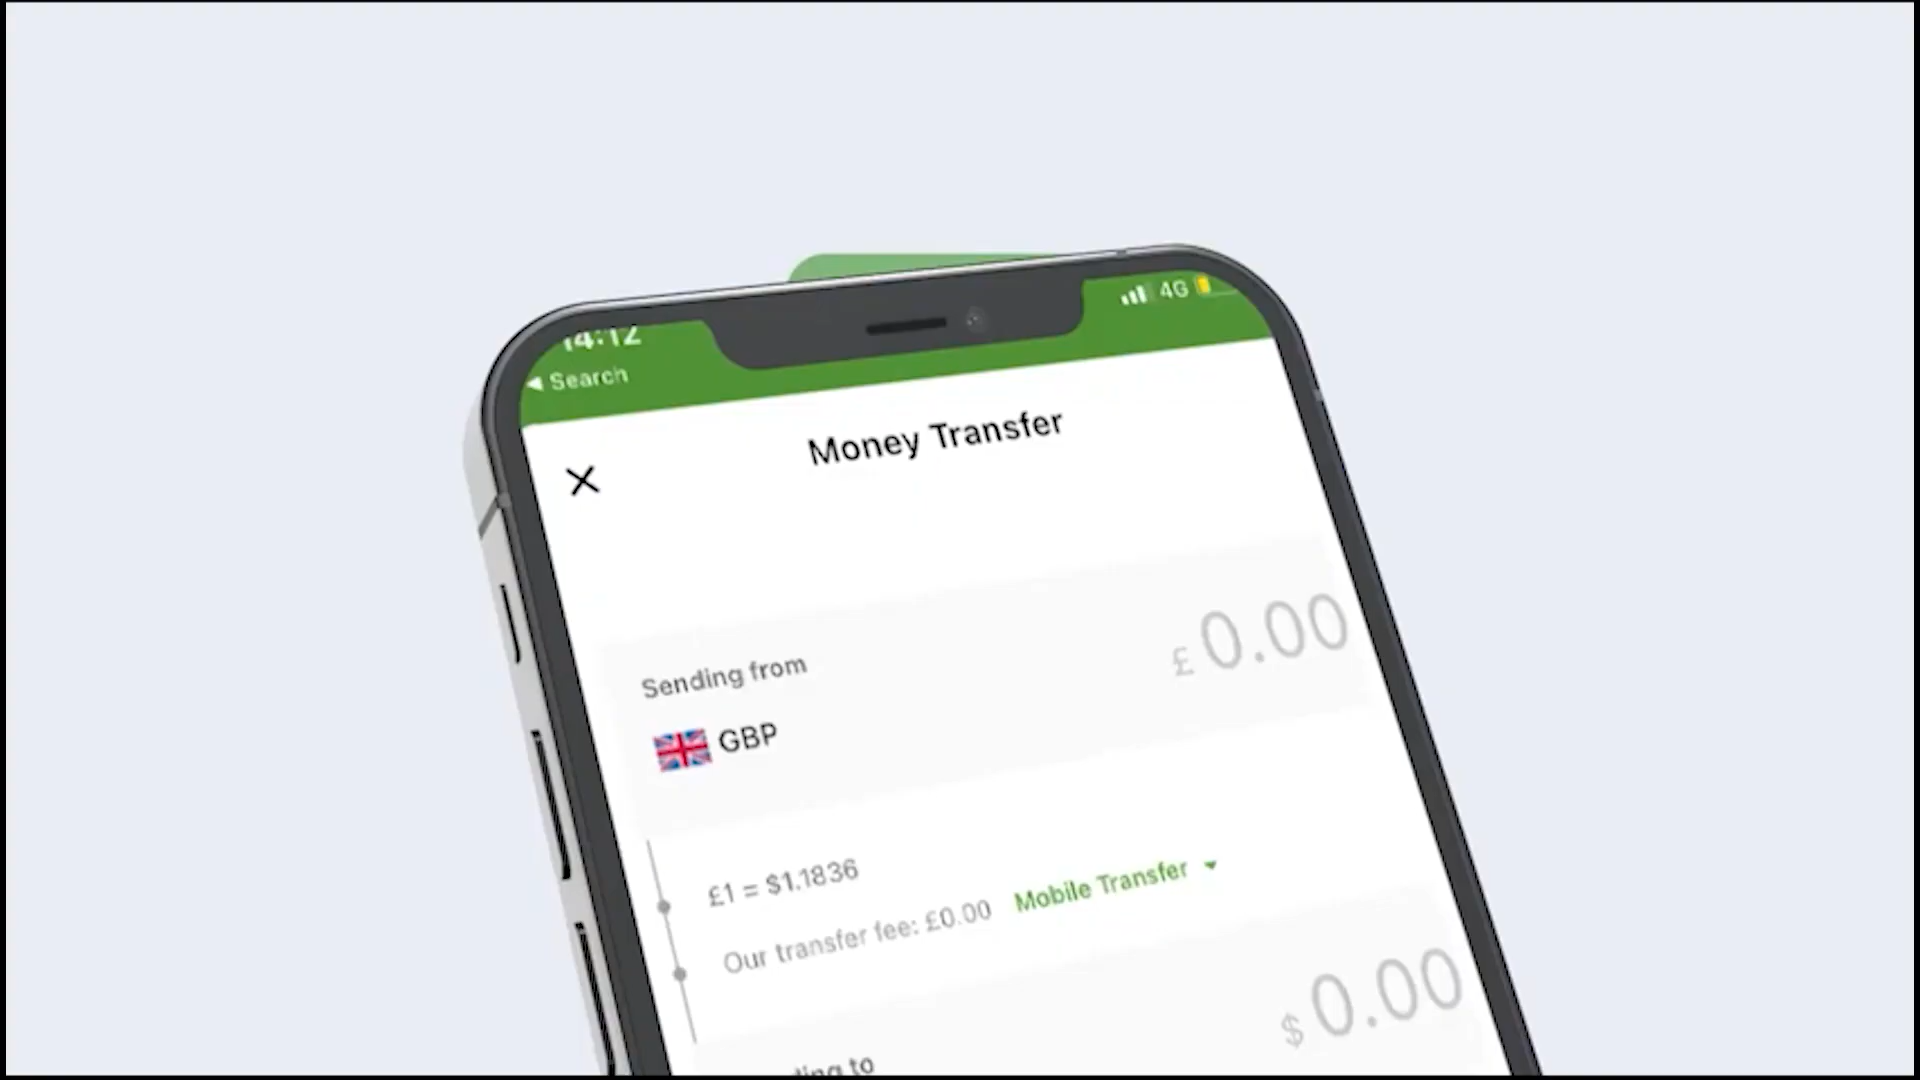 14:12
4G
Search
Money Transfer
£ 0.00
Sending from
GBP
£1 = $1.1836
Our transfer fee: £0.00 Mobile Transfer
$ 0.00
to